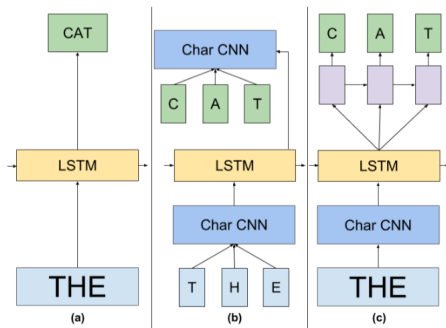 CAT
LSTM
THE
(a)
Char CNN
C A T
LSTM
Char CNN
T H E
(b)
C A T
LSTM
Char CNN
THE
(c)